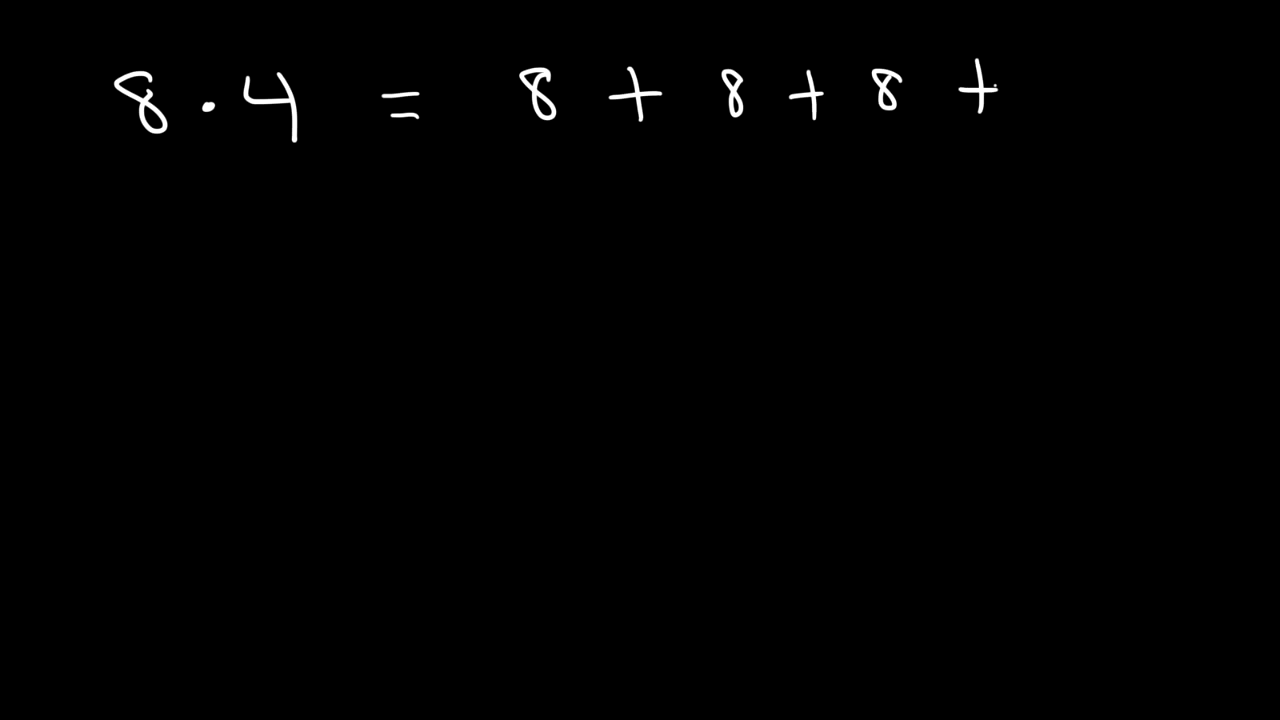 8 · 4 = 8 + 8 + 8 +